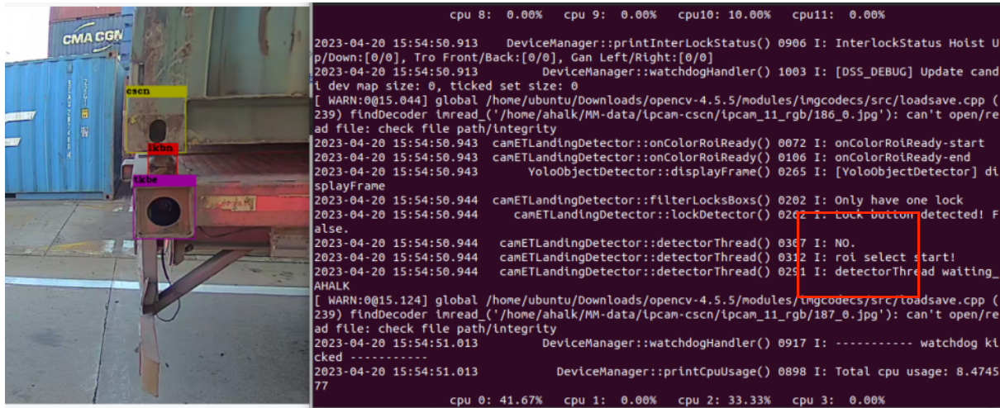 CMA CGM
cscn
lkbn
tkbe
cpu 8: 0.00% cpu 9: 0.00% cpu10: 10.00% cpu11: 0.00%
2023-04-20 15:54:50.913 DeviceManager::printInterLockStatus() 0906 I: InterlockStatus Hoist U
p/Down:[0/0], Tro Front/Back:[0/0], Gan Left/Right:[0/0]
2023-04-20 15:54:50.913 DeviceManager::watchdogHandler() 1003 I: [DSS_DEBUG] Update cand
i dev map size: 0, ticked set size: 0
[ WARN:0@15.044] global /home/ubuntu/Downloads/opencv-4.5.5/modules/imgcodecs/src/loadsave.cpp (
239) findDecoder imread_('/home/ahalk/MM-data/ipcam-cscn/ipcam_11_rgb/186_0.jpg'): can't open/re
ad file: check file path/integrity
2023-04-20 15:54:50.943 camETLandingDetector::onColorRoiReady() 0072 I: onColorRoiReady-start
2023-04-20 15:54:50.943 camETLandingDetector::onColorRoiReady() 0106 I: onColorRoiReady-end
2023-04-20 15:54:50.943 YoloObjectDetector::displayFrame() 0265 I: [YoloObjectDetector] di
splayFrame
2023-04-20 15:54:50.944 camETLandingDetector::filterLocksBoxs() 0202 I: Only have one lock
2023-04-20 15:54:50.944 camETLandingDetector::lockDetector() 0262 I: Lock button detected! F
alse.
2023-04-20 15:54:50.944 camETLandingDetector::detectorThread() 0307 I: NO.
2023-04-20 15:54:50.944 camETLandingDetector::detectorThread() 0312 I: roi select start!
2023-04-20 15:54:50.944 camETLandingDetector::detectorThread() 0291 I: detectorThread waiting_
AHALK
[ WARN:0@15.124] global /home/ubuntu/Downloads/opencv-4.5.5/modules/imgcodecs/src/loadsave.cpp (
239) findDecoder imread_('/home/ahalk/MM-data/ipcam-cscn/ipcam_11_rgb/187_0.jpg'): can't open/re
ad file: check file path/integrity
2023-04-20 15:54:51.013 DeviceManager::watchdogHandler() 0917 I: ----------- watchdog ki
cked -----------
2023-04-20 15:54:51.013 DeviceManager::printCpuUsage() 0898 I: Total cpu usage: 8.4745
77
cpu 0: 41.67% cpu 1: 0.00% cpu 2: 33.33% cpu 3: 0.00%